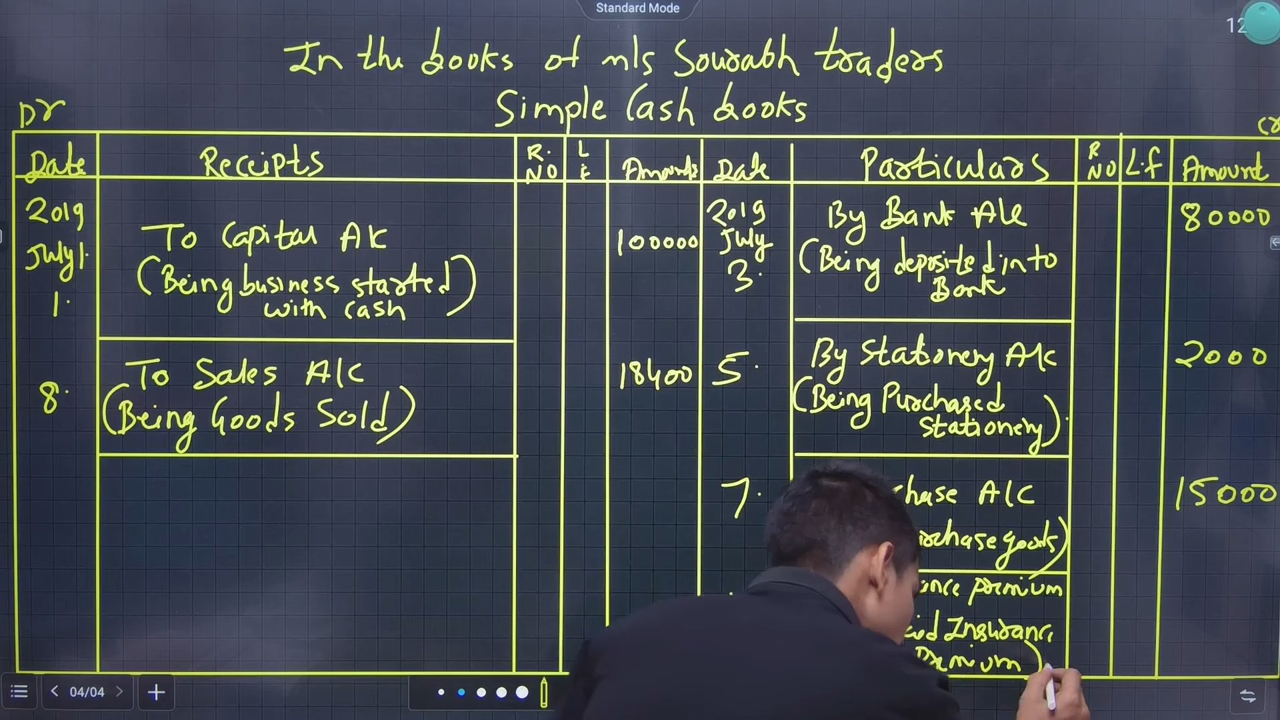 Standard Mode
12
In the books of m/s Sourabh traders
Simple Cash books
Dr
Cr
Date Receipts R. NO L F Amounts Date Particulars R NO L.f Amount
2019 July 1.
1.
To Capital A/c 100000
(Being business started
with cash)
8. To Sales A/c 18400
(Being Goods Sold)
2019 July
3.
By Bank A/c 80000
(Being deposited into
Bank
5. By Stationery A/c 2000
(Being Purchased
Stationery).
7. chase A/c 15000
rchase goods)
ance premium
id Insurance
Premium)
04/04